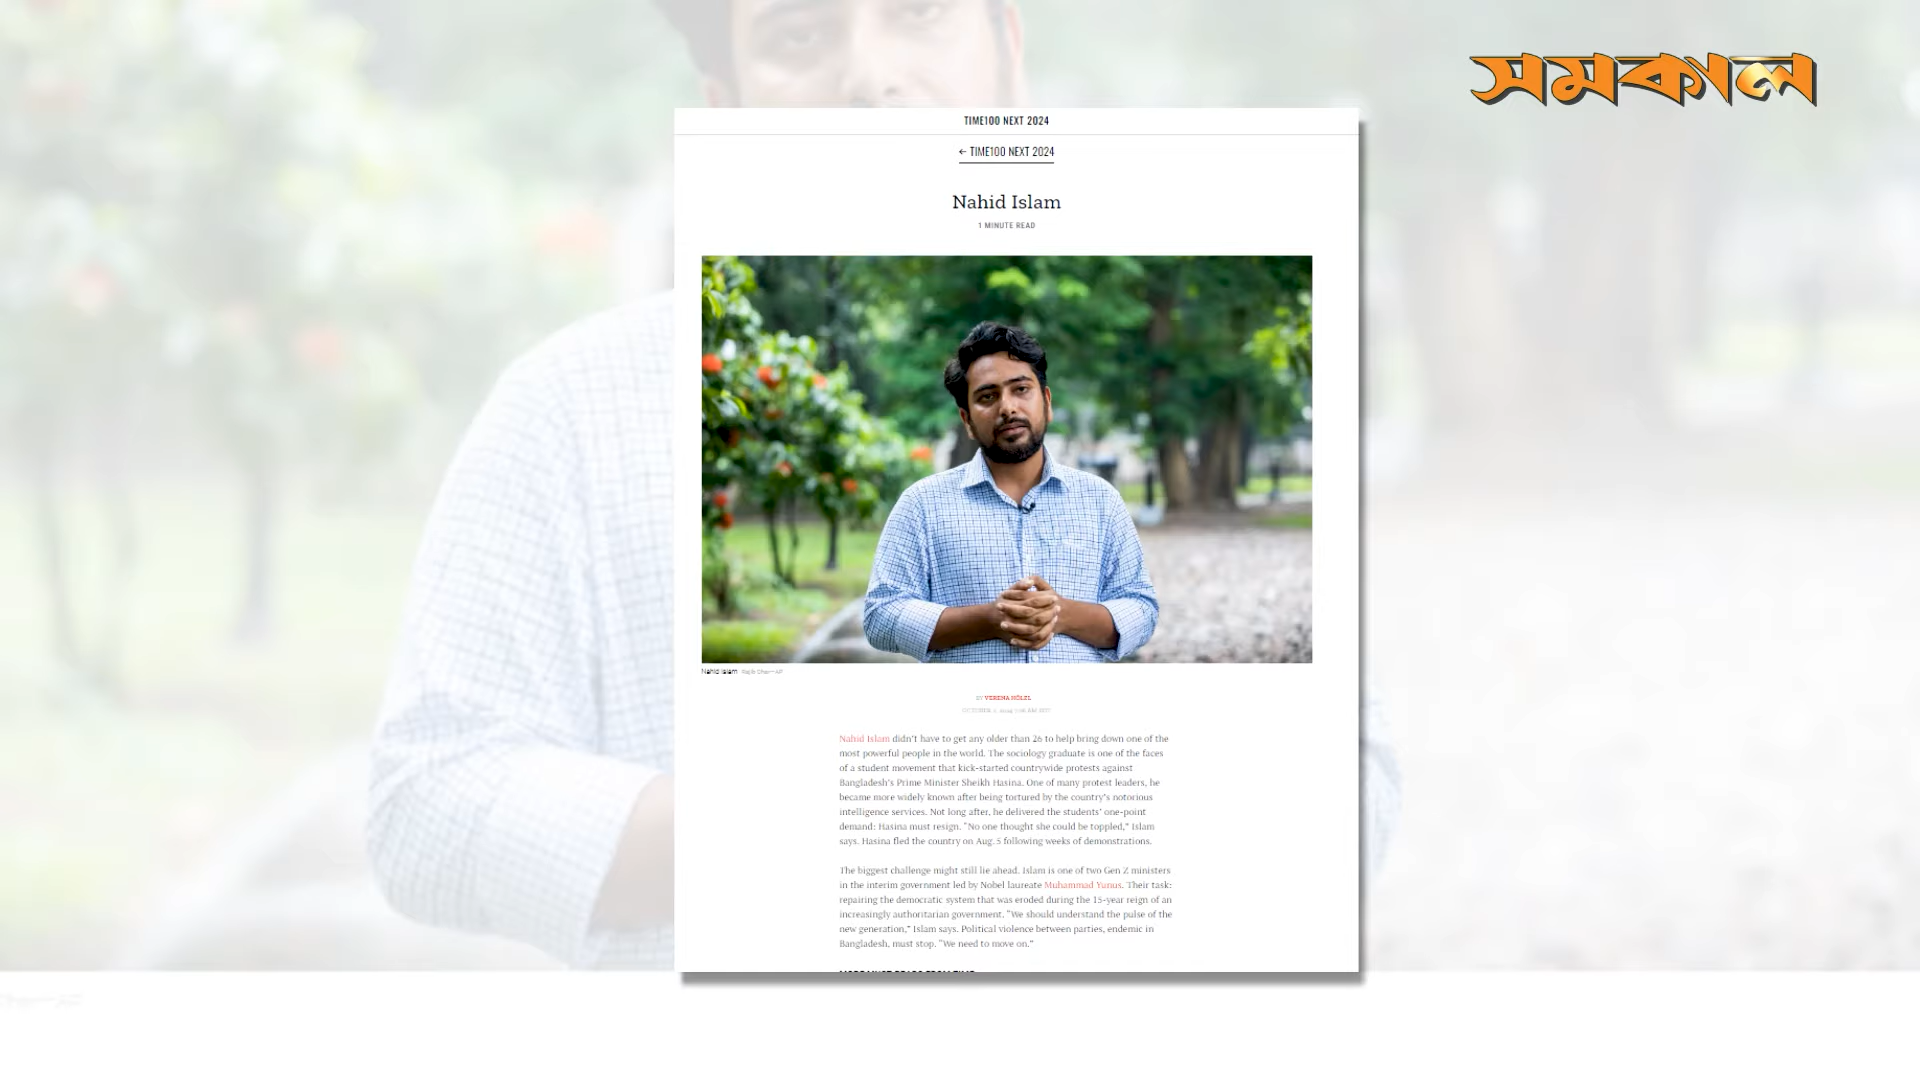 সমকাল
TIME100 NEXT 2024
← TIME100 NEXT 2024
Nahid Islam
1 MINUTE READ
Nahid Islam
BY VERENA HÖLZL
Nahid Islam didn't have to get any older than 26 to help bring down one of the
most powerful people in the world. The sociology graduate is one of the faces
of a student movement that kick-started countrywide protests against
Bangladesh's Prime Minister Sheikh Hasina. One of many protest leaders, he
became more widely known after being tortured by the country's notorious
intelligence services. Not long after, he delivered the students' one-point
demand: Hasina must resign. "No one thought she could be toppled," Islam
says. Hasina fled the country on Aug. 5 following weeks of demonstrations.
The biggest challenge might still lie ahead. Islam is one of two Gen Z ministers
in the interim government led by Nobel laureate Muhammad Yunus. Their task:
repairing the democratic system that was eroded during the 15-year reign of an
increasingly authoritarian government. "We should understand the pulse of the
new generation," Islam says. Political violence between parties, endemic in
Bangladesh, must stop. "We need to move on."